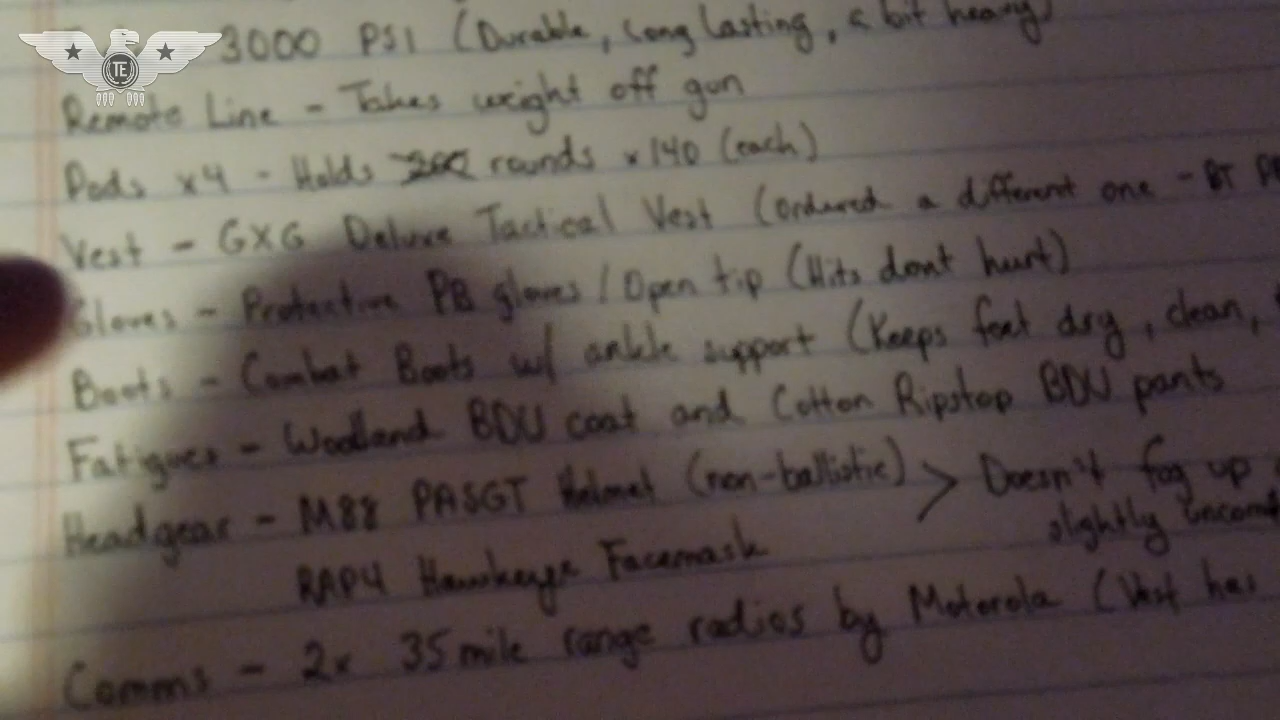 TE
3000 PSI (Durable, long lasting, a bit heavy)
Remote Line - Takes weight off gun
Pods x4 - Holds rounds x140 (each)
Vest - GXG Deluxe Tactical Vest (ordered a different one - BT
Gloves - Protective PB gloves / Open tip (Hits dont hurt)
Boots - Combat Boots w/ ankle support (Keeps feet dry, clean,
Fatigues - Woodland BDU coat and Cotton Ripstop BDU pants
Headgear - M88 PASGT Helmet (non-ballistic) > Doesn't fog up
slightly
RAP4 Hawkeye Facemask
Comms - 2x 35 mile range radios by Motorola (Vest has